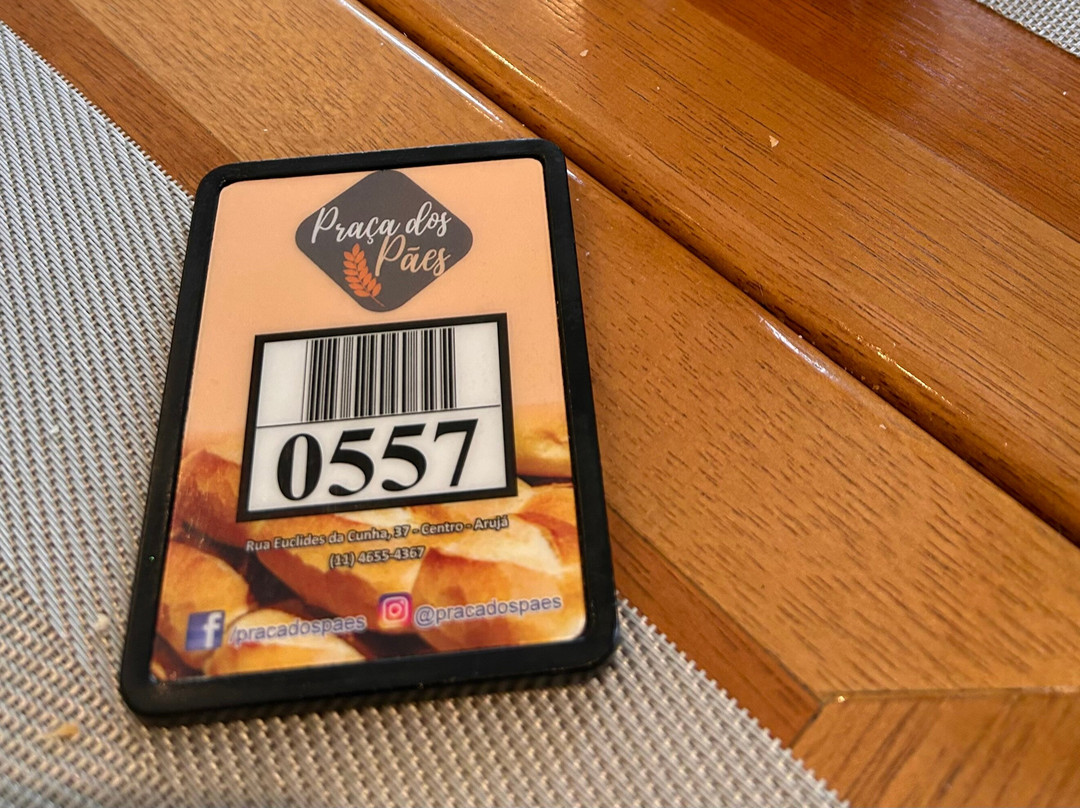 Praça dos
Pães
0557
Rua Euclides da Cunha, 37 - Centro - Arujá
(11) 4655-4367
/pracadospaes @pracadospaes